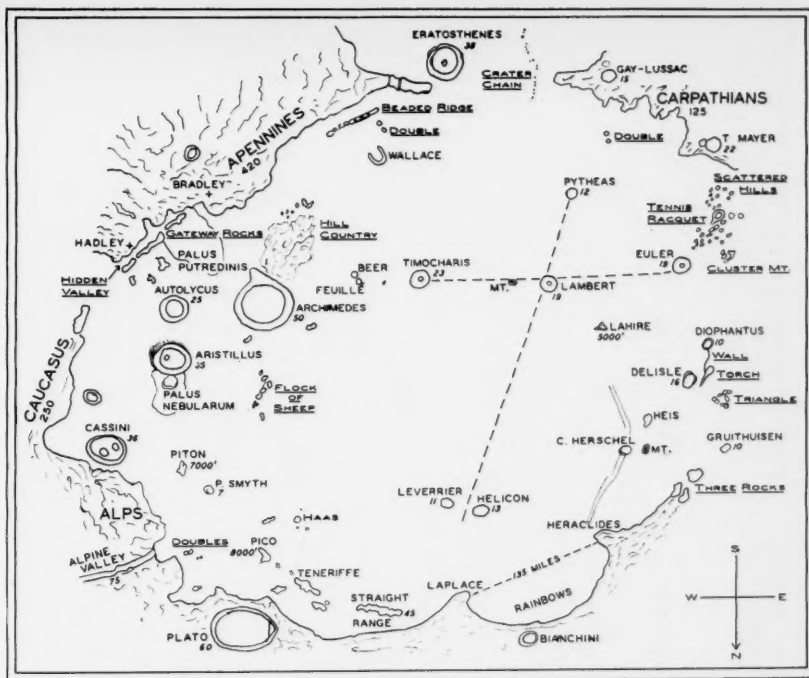 ERATOSTHENES
38
CRATER
CHAIN
GAY-LUSSAC
15
CARPATHIANS
125
BEADED RIDGE
DOUBLE
WALLACE
DOUBLE
T. MAYER
22
APENNINES
420
BRADLEY
PYTHEAS
12
SCATTERED
HILLS
TENNIS
RACQUET
HADLEY
GATEWAY ROCKS
HILL
COUNTRY
PALUS
PUTREDINIS
HIDDEN
VALLEY
AUTOLYCUS
25
BEER
FEUILLE
TIMOCHARIS
23
MT.
LAMBERT
19
EULER
19
CLUSTER MT.
ARCHIMEDES
50
LAHIRE
5000'
DIOPHANTUS
10
WALL
ARISTILLUS
35
PALUS
NEBULARUM
FLOCK
OF
SHEEP
DELISLE
16
TORCH
TRIANGLE
CAUCASUS
250
CASSINI
36
HEIS
C. HERSCHEL
MT.
GRUITHUISEN
10
PITON
7000'
P. SMYTH
7
THREE ROCKS
ALPS
LEVERRIER
11
HELICON
13
HAAS
HERACLIDES
ALPINE
VALLEY
75
DOUBLES
PICO
8000'
TENERIFFE
LAPLACE
135 MILES
RAINBOWS
STRAIGHT
RANGE
45
PLATO
60
BIANCHINI
S
W
E
N